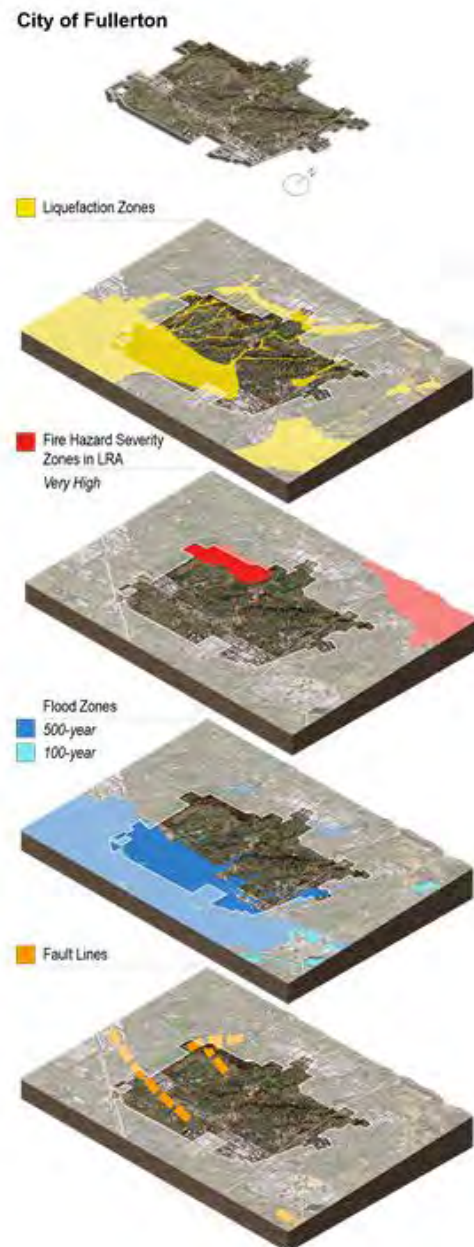 City of Fullerton
Liquefaction Zones
Fire Hazard Severity
Zones in LRA
Very High
Flood Zones
500-year
100-year
Fault Lines